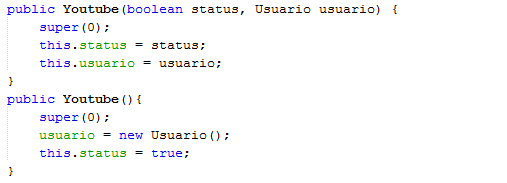 public Youtube(boolean status, Usuario usuario) {
    super(0);
    this.status = status;
    this.usuario = usuario;
}
public Youtube(){
    super(0);
    usuario = new Usuario();
    this.status = true;
}